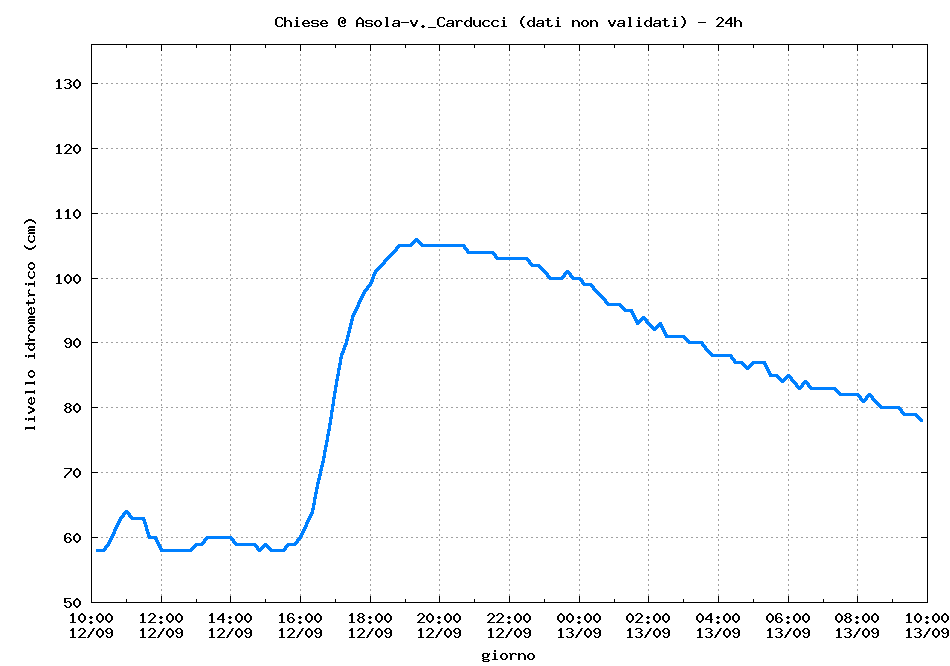 Chiese @ Asola-v._Carducci (dati non validati) - 24h
livello idrometrico (cm)
130
120
110
100
90
80
70
60
50
10:00 12:00 14:00 16:00 18:00 20:00 22:00 00:00 02:00 04:00 06:00 08:00 10:00
12/09 12/09 12/09 12/09 12/09 12/09 12/09 13/09 13/09 13/09 13/09 13/09 13/09
giorno